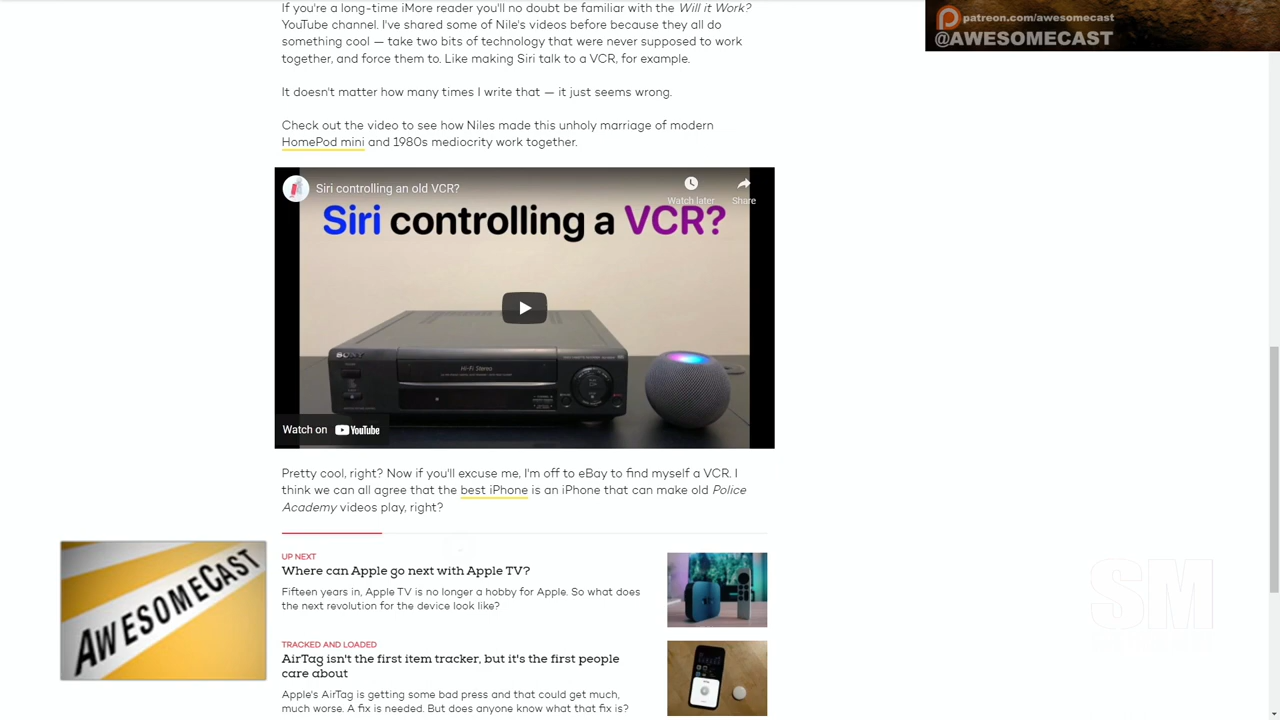 If you're a long-time iMore reader you'll no doubt be familiar with the Will it Work?
YouTube channel. I've shared some of Nile's videos before because they all do
something amazing — take two bits of technology that were never supposed to work
together, and force them to. Like making Siri talk to a VCR, for example.
It doesn't matter how many times I write that — it just seems wrong.
Check out the video to see how Niles made this unholy marriage of modern
HomePod mini and 1980s mediocrity work together.
patreon.com/awesomecast
@AWESOMECAST
Siri controlling an old VCR?
Watch later
Share
Siri controlling a VCR?
SONY
Hi-Fi Stereo
Watch on YouTube
Pretty cool, right? Now if you'll excuse me, I'm off to eBay to find myself a VCR. I
think we can all agree that the best iPhone is an iPhone that can make old Police
Academy videos play, right?
AWESOMECAST
UP NEXT
Where can Apple go next with Apple TV?
Fifteen years in, Apple TV is no longer a hobby for Apple. So what does
the next revolution for the device look like?
TRACKED AND LOADED
AirTag isn't the first item tracker, but it's the first people
care about
Apple's AirTag is getting some bad press and that could get much,
much worse. A fix is needed. But does anyone know what that fix is?
SM